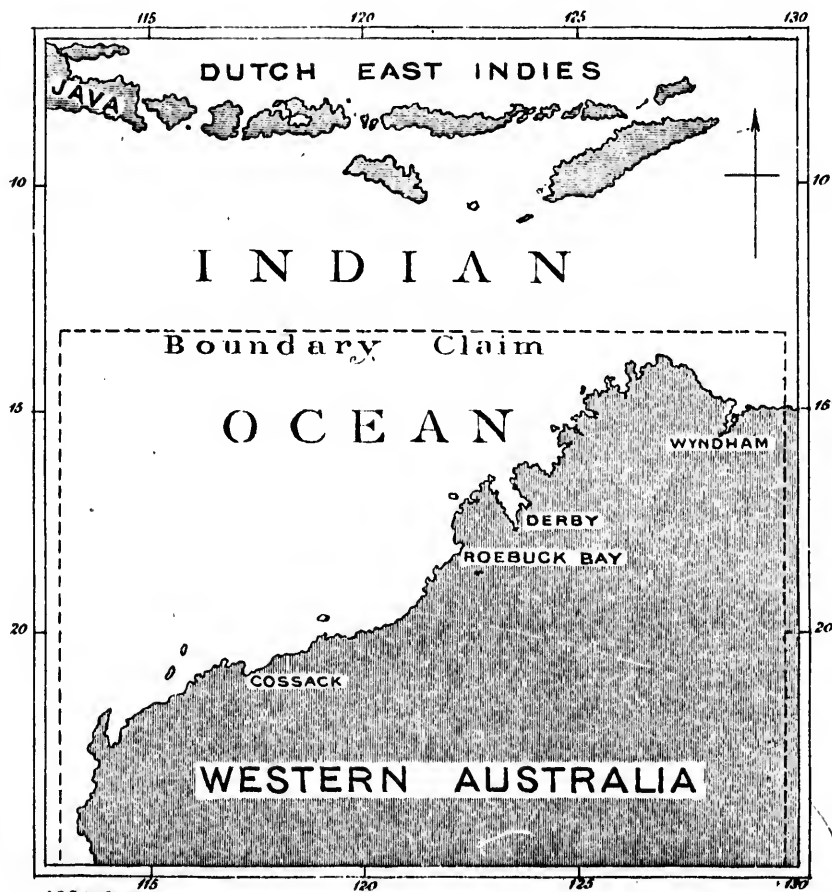 115 120 125 130
DUTCH EAST INDIES
JAVA
10 10
INDIAN
Boundary Claim
15 15
OCEAN
WYNDHAM
DERBY
ROEBUCK BAY
20 20
COSSACK
WESTERN AUSTRALIA
115 120 125 130